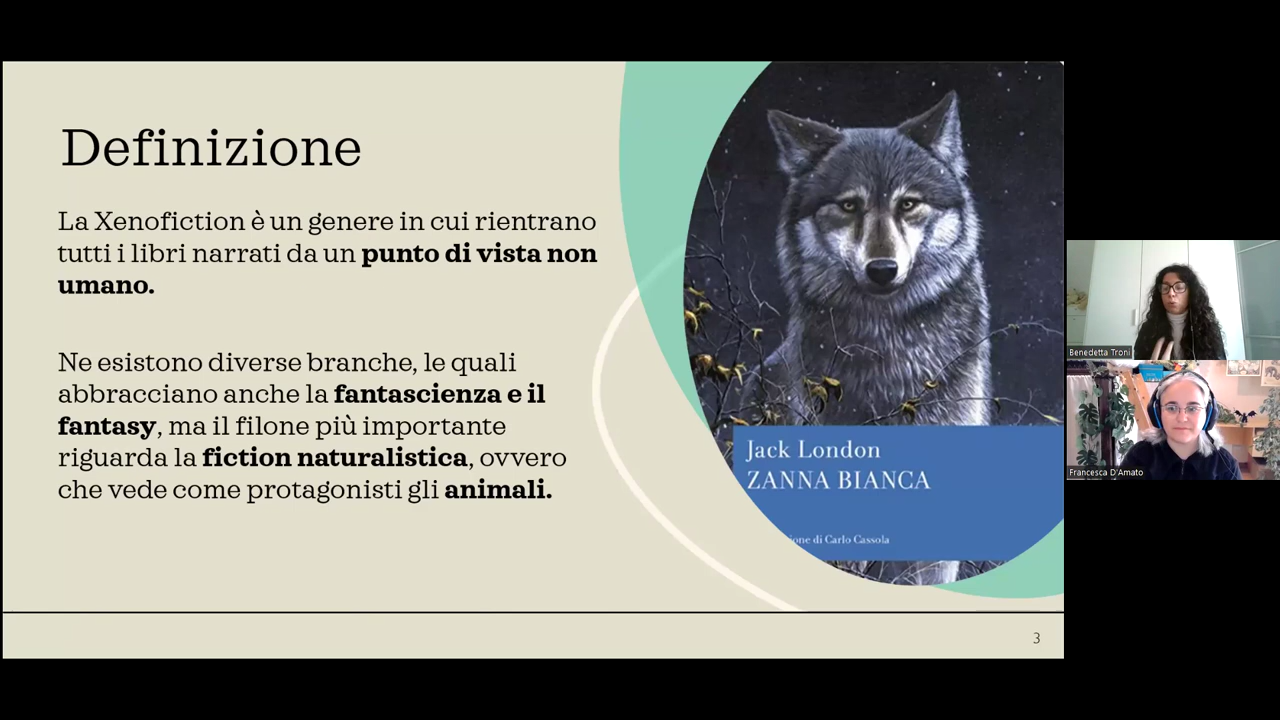 Definizione
La Xenofiction è un genere in cui rientrano
tutti i libri narrati da un punto di vista non
umano.
Ne esistono diverse branche, le quali
abbracciano anche la fantascienza e il
fantasy, ma il filone più importante
riguarda la fiction naturalistica, ovvero
che vede come protagonisti gli animali.
Jack London
ZANNA BIANCA
di Carlo Cassola
3
Benedetta Troni
Francesca D'Amato